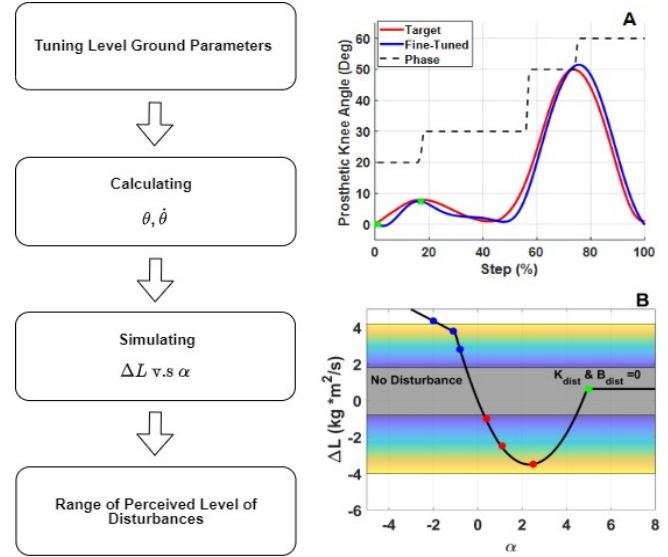 Tuning Level Ground Parameters
Calculating
θ, θ̇
Simulating
ΔL v.s α
Range of Perceived Level of
Disturbances
A
Target
Fine-Tuned
Phase
Prosthetic Knee Angle (Deg)
60
50
40
30
20
10
0
0 20 40 60 80 100
Step (%)
B
No Disturbance
K_dist & B_dist =0
ΔL (kg *m^2/s)
4
2
0
-2
-4
-6
-4 -2 0 2 4 6 8
α